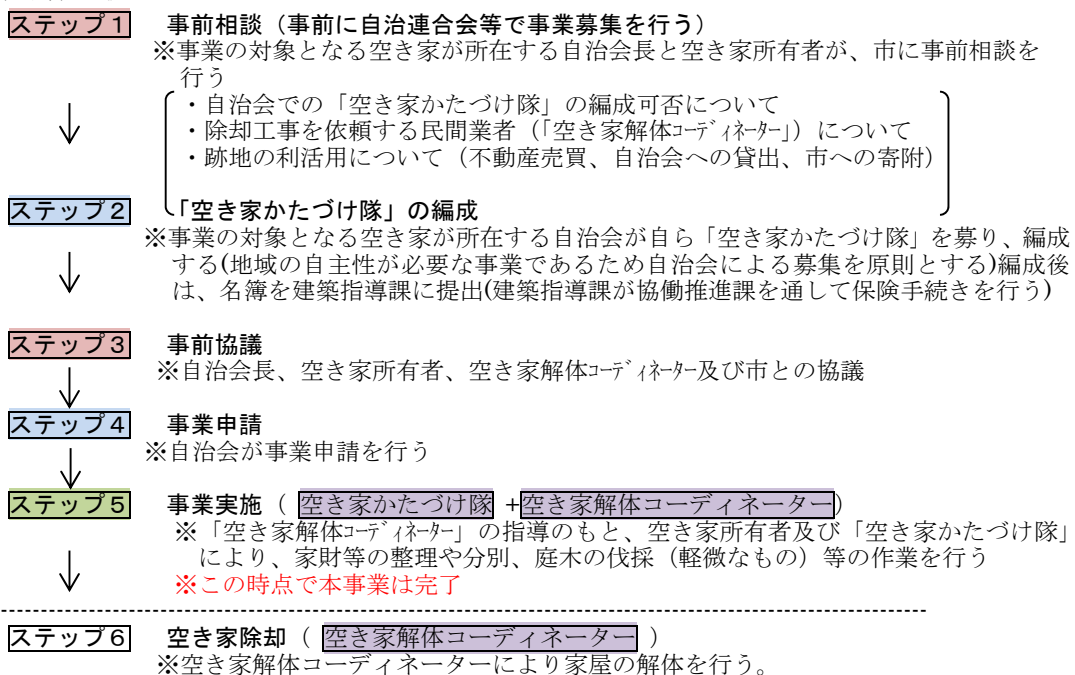 ステップ1 事前相談（事前に自治連合会等で事業募集を行う）
※事業の対象となる空き家が所在する自治会長と空き家所有者が、市に事前相談を
行う
・自治会での「空き家かたづけ隊」の編成可否について
・除却工事を依頼する民間業者（「空き家解体ｺｰﾃﾞｨﾈｰﾀｰ」）について
・跡地の利活用について（不動産売買、自治会への貸出、市への寄附）
ステップ2 「空き家かたづけ隊」の編成
※事業の対象となる空き家が所在する自治会が自ら「空き家かたづけ隊」を募り、編成
する(地域の自主性が必要な事業であるため自治会による募集を原則とする)編成後
は、名簿を建築指導課に提出(建築指導課が協働推進課を通して保険手続きを行う)
ステップ3 事前協議
※自治会長、空き家所有者、空き家解体ｺｰﾃﾞｨﾈｰﾀｰ及び市との協議
ステップ4 事業申請
※自治会が事業申請を行う
ステップ5 事業実施（ 空き家かたづけ隊 +空き家解体コーディネーター）
※「空き家解体ｺｰﾃﾞｨﾈｰﾀｰ」の指導のもと、空き家所有者及び「空き家かたづけ隊」
により、家財等の整理や分別、庭木の伐採（軽微なもの）等の作業を行う
※この時点で本事業は完了
ステップ6 空き家除却（ 空き家解体コーディネーター ）
※空き家解体コーディネーターにより家屋の解体を行う。